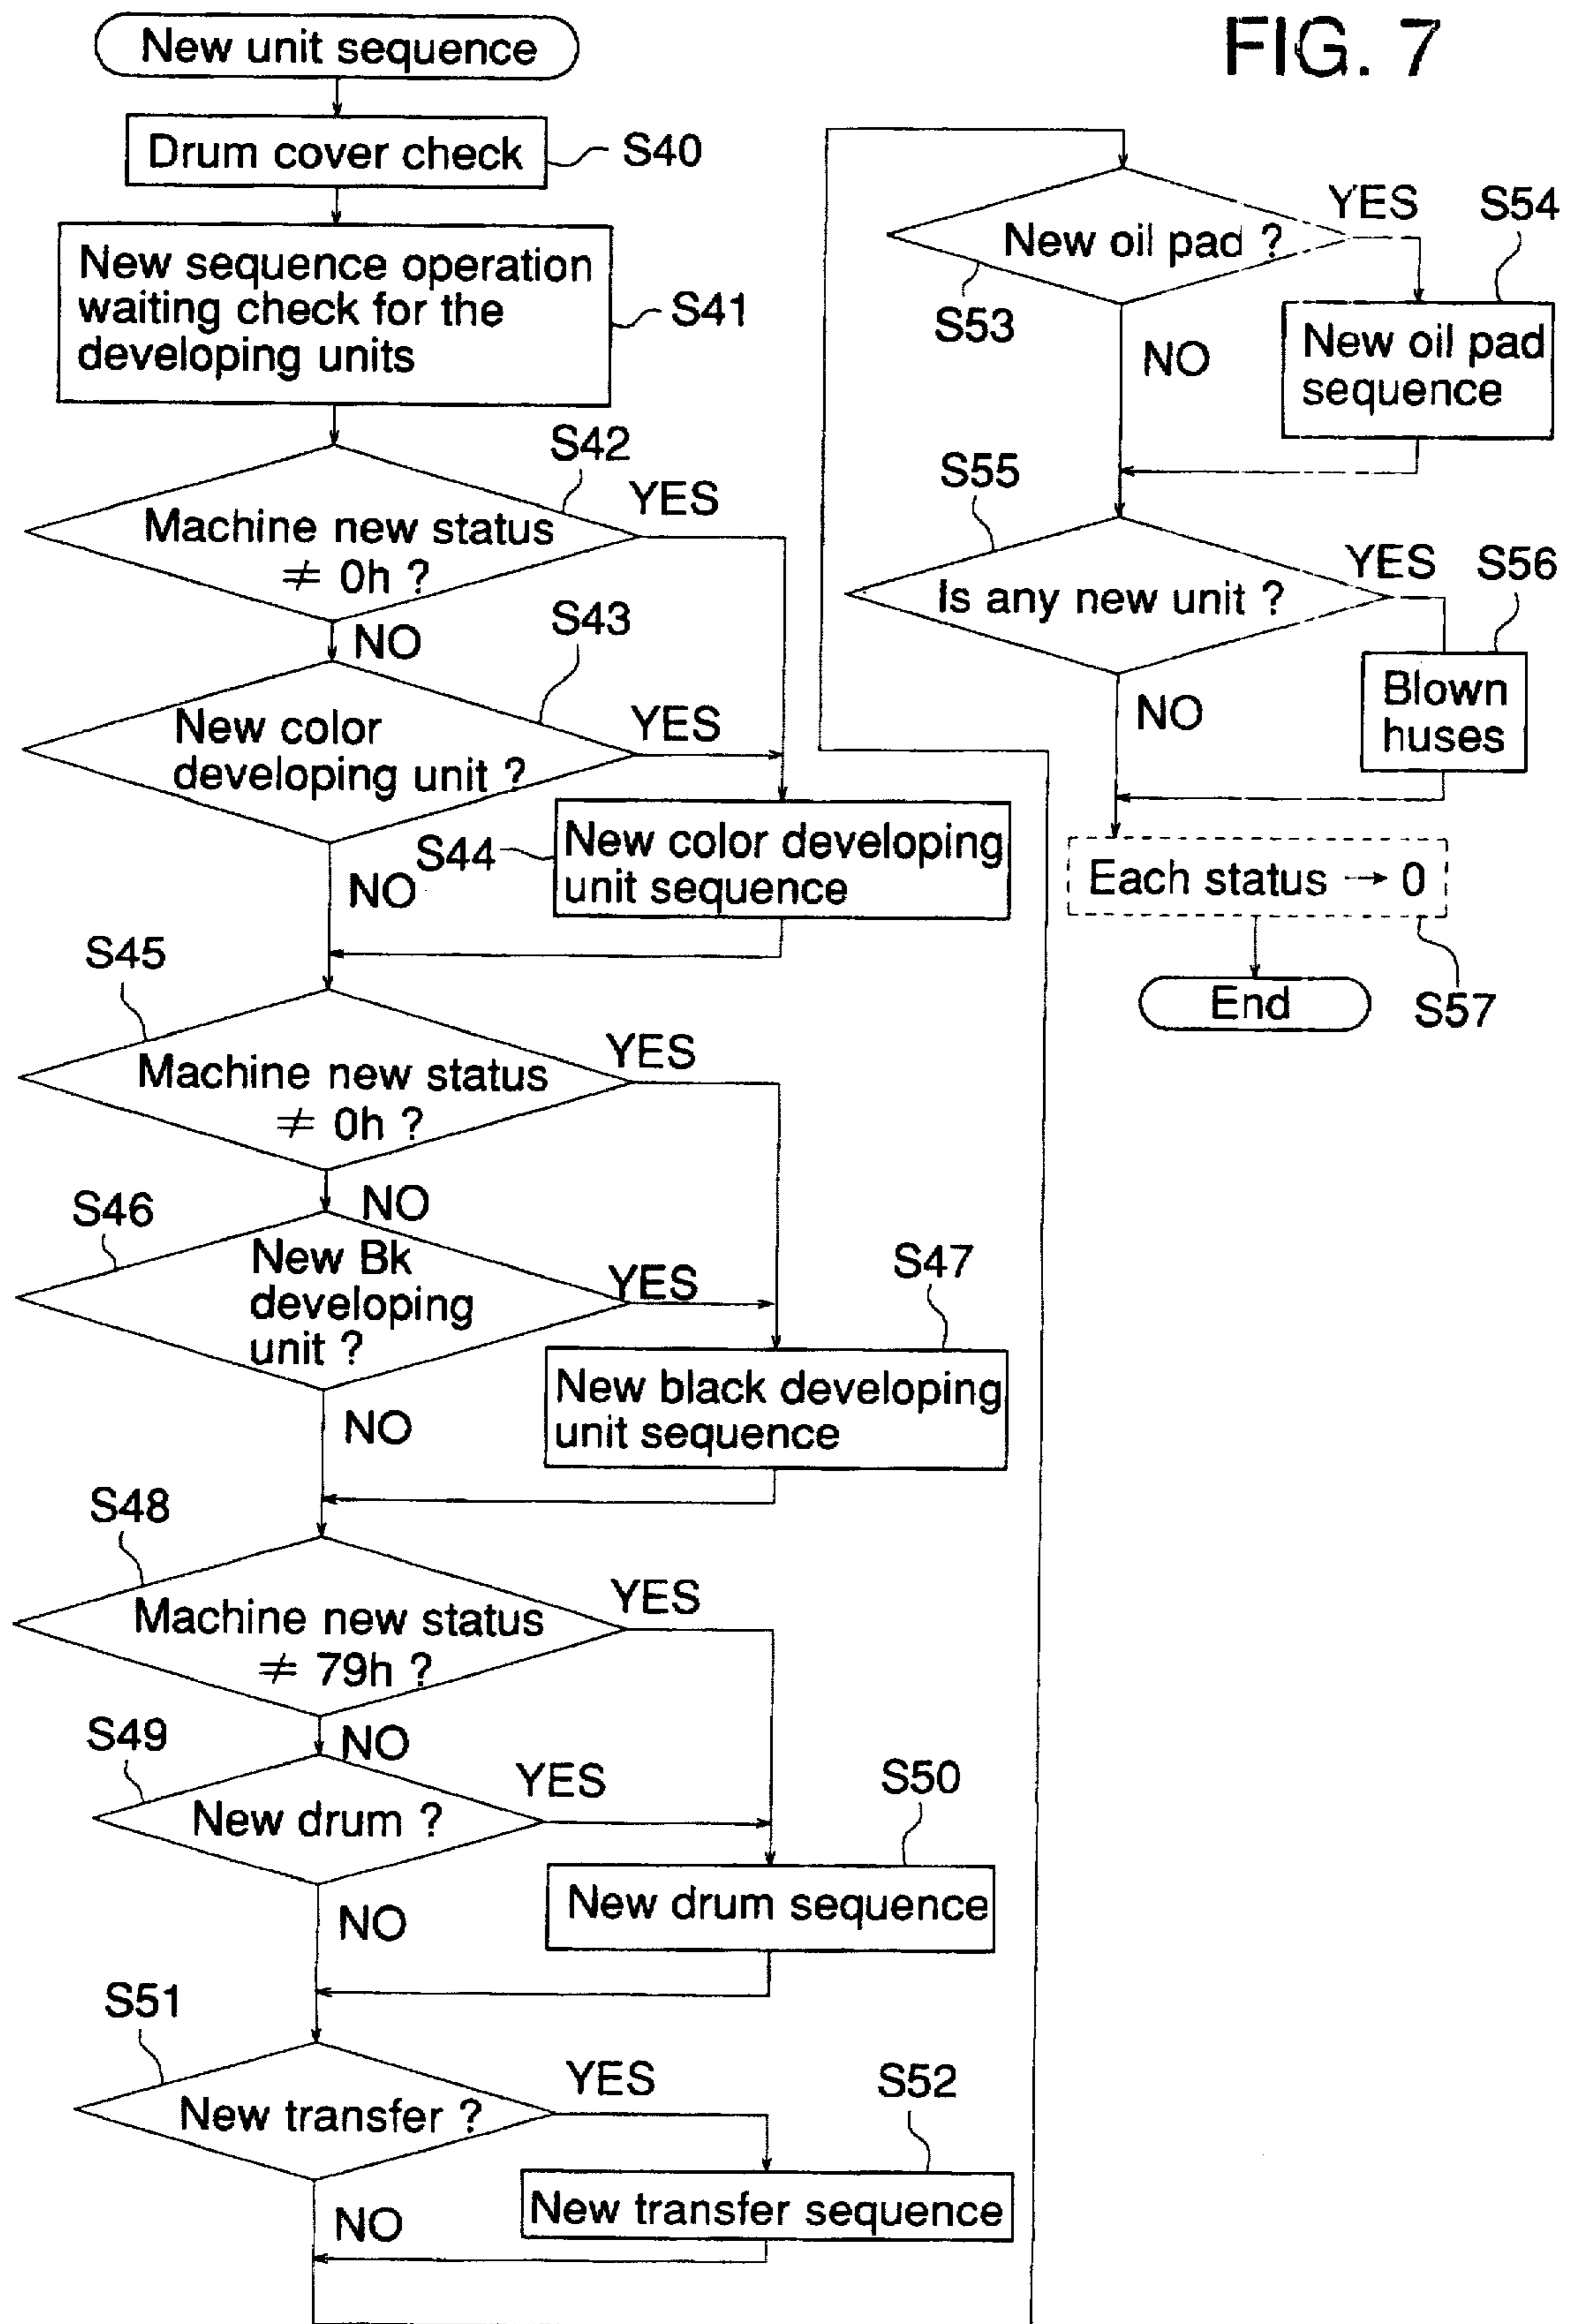 FIG. 7
New unit sequence
Drum cover check
S40
New sequence operation
waiting check for the
developing units
S41
S42
Machine new status
≠ 0h ?
YES
NO
S43
New color
developing unit ?
YES
NO
S44
New color developing
unit sequence
S45
Machine new status
≠ 0h ?
YES
NO
S46
New Bk
developing
unit ?
YES
NO
S47
New black developing
unit sequence
S48
Machine new status
≠ 79h ?
YES
NO
S49
New drum ?
YES
NO
S50
New drum sequence
S51
New transfer ?
YES
NO
S52
New transfer sequence
New oil pad ?
S53
YES
NO
S54
New oil pad
sequence
S55
Is any new unit ?
YES
NO
S56
Blown
huses
Each status → 0
S57
End